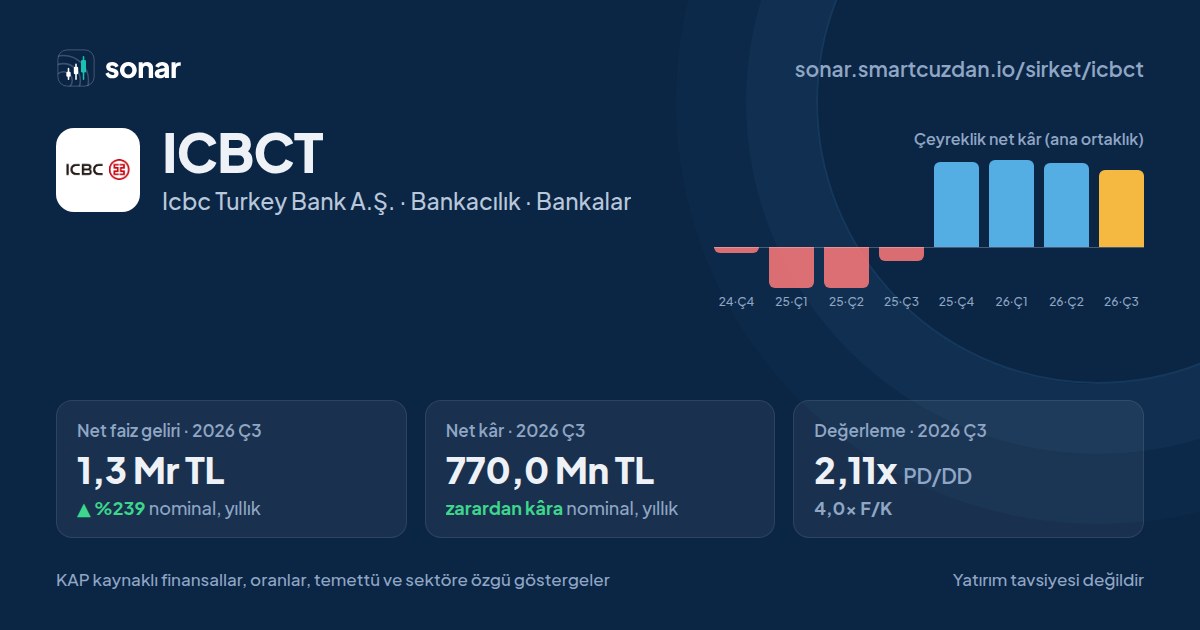 sonar
sonar.smartcuzdan.io/sirket/icbct
ICBC
ICBCT
Icbc Turkey Bank A.Ş. · Bankacılık · Bankalar
Çeyreklik net kâr (ana ortaklık)
24·Ç4 25·Ç1 25·Ç2 25·Ç3 25·Ç4 26·Ç1 26·Ç2 26·Ç3
Net faiz geliri · 2026 Ç3
1,3 Mr TL
▲ %239 nominal, yıllık
Net kâr · 2026 Ç3
770,0 Mn TL
zarardan kâra nominal, yıllık
Değerleme · 2026 Ç3
2,11x PD/DD
4,0× F/K
KAP kaynaklı finansallar, oranlar, temettü ve sektöre özgü göstergeler
Yatırım tavsiyesi değildir